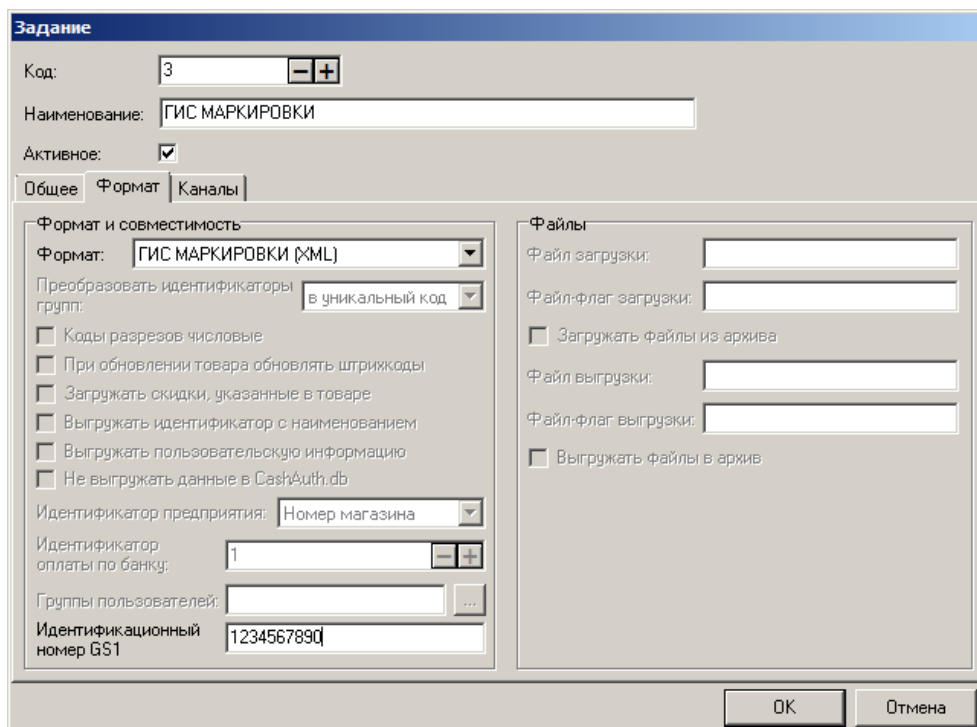 Задание
Код: 3
Наименование: ГИС МАРКИРОВКИ
Активное:
Общее Формат Каналы
Формат и совместимость
Формат: ГИС МАРКИРОВКИ (XML)
Преобразовать идентификаторы
групп: в уникальный код
Коды разрезов числовые
При обновлении товара обновлять штрихкоды
Загружать скидки, указанные в товаре
Выгружать идентификатор с наименованием
Выгружать пользовательскую информацию
Не выгружать данные в CashAuth.db
Идентификатор предприятия: Номер магазина
Идентификатор
оплаты по банку: 1
Группы пользователей: ...
Идентификационный
номер GS1 1234567890
Файлы
Файл загрузки:
Файл-флаг загрузки:
Загружать файлы из архива
Файл выгрузки:
Файл-флаг выгрузки:
Выгружать файлы в архив
OK Отмена